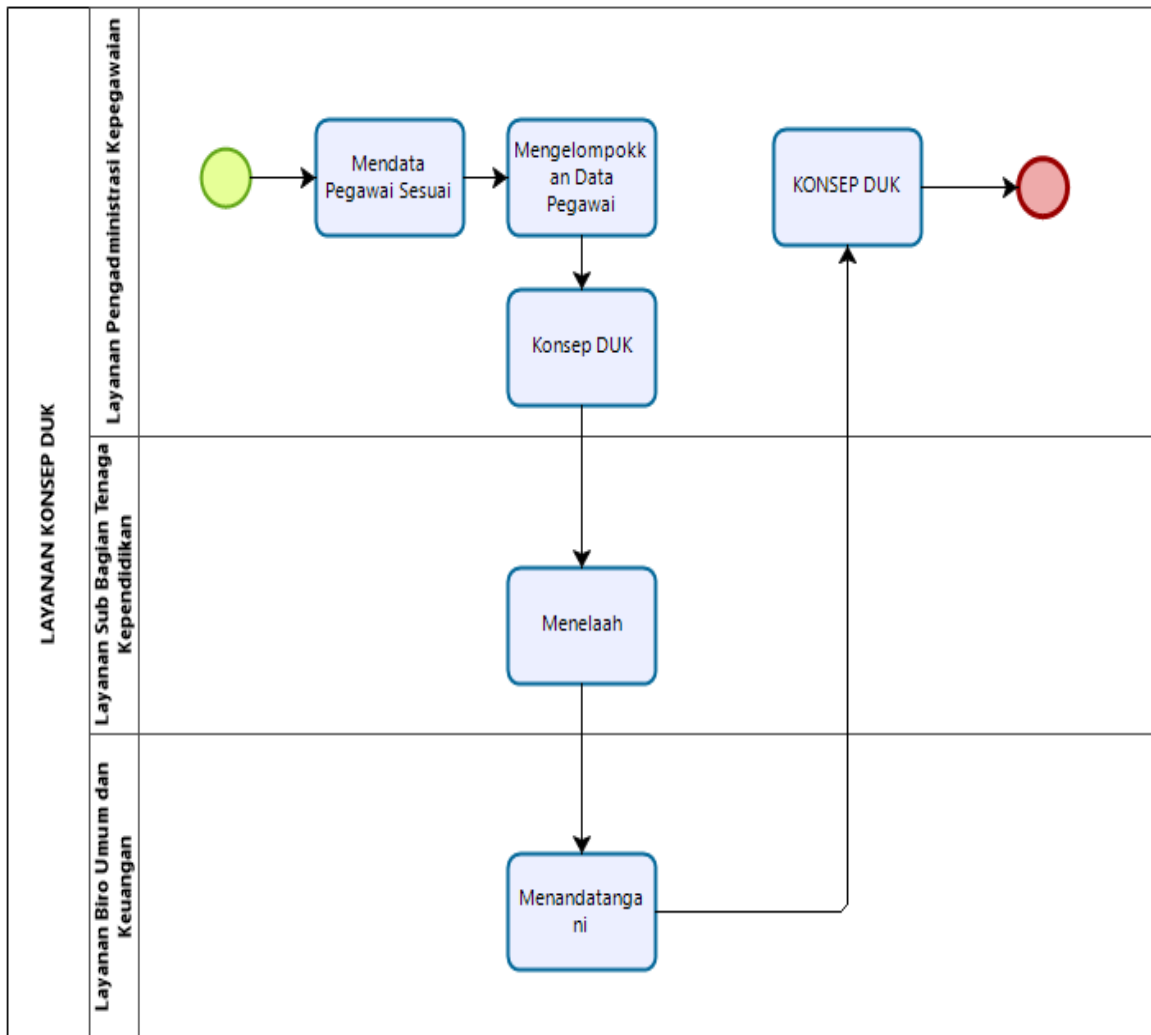 LAYANAN KONSEP DUK
Layanan Pengadministrasi Kepegawaian
Mendata
Pegawai Sesuai
Mengelompokk
an Data
Pegawai
KONSEP DUK
Konsep DUK
Layanan Sub Bagian Tenaga
Kependidikan
Menelaah
Layanan Biro Umum dan
Keuangan
Menandatanga
ni